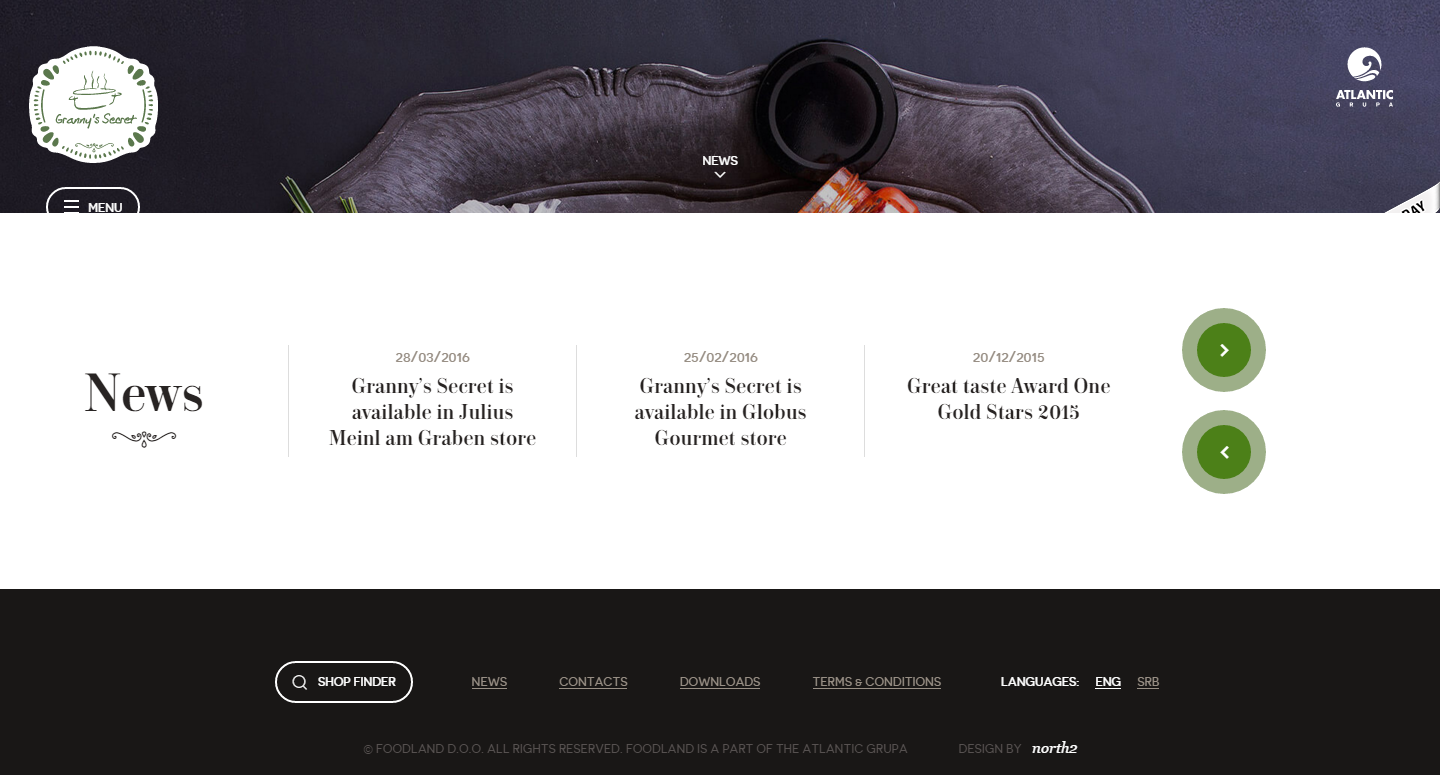 Granny's Secret
ATLANTIC
GRUPA
NEWS
MENU
News
28/03/2016
Granny's Secret is
available in Julius
Meinl am Graben store
25/02/2016
Granny's Secret is
available in Globus
Gourmet store
20/12/2015
Great taste Award One
Gold Stars 2015
SHOP FINDER
NEWS
CONTACTS
DOWNLOADS
TERMS & CONDITIONS
LANGUAGES: ENG SRB
© FOODLAND D.O.O. ALL RIGHTS RESERVED. FOODLAND IS A PART OF THE ATLANTIC GRUPA
DESIGN BY north2